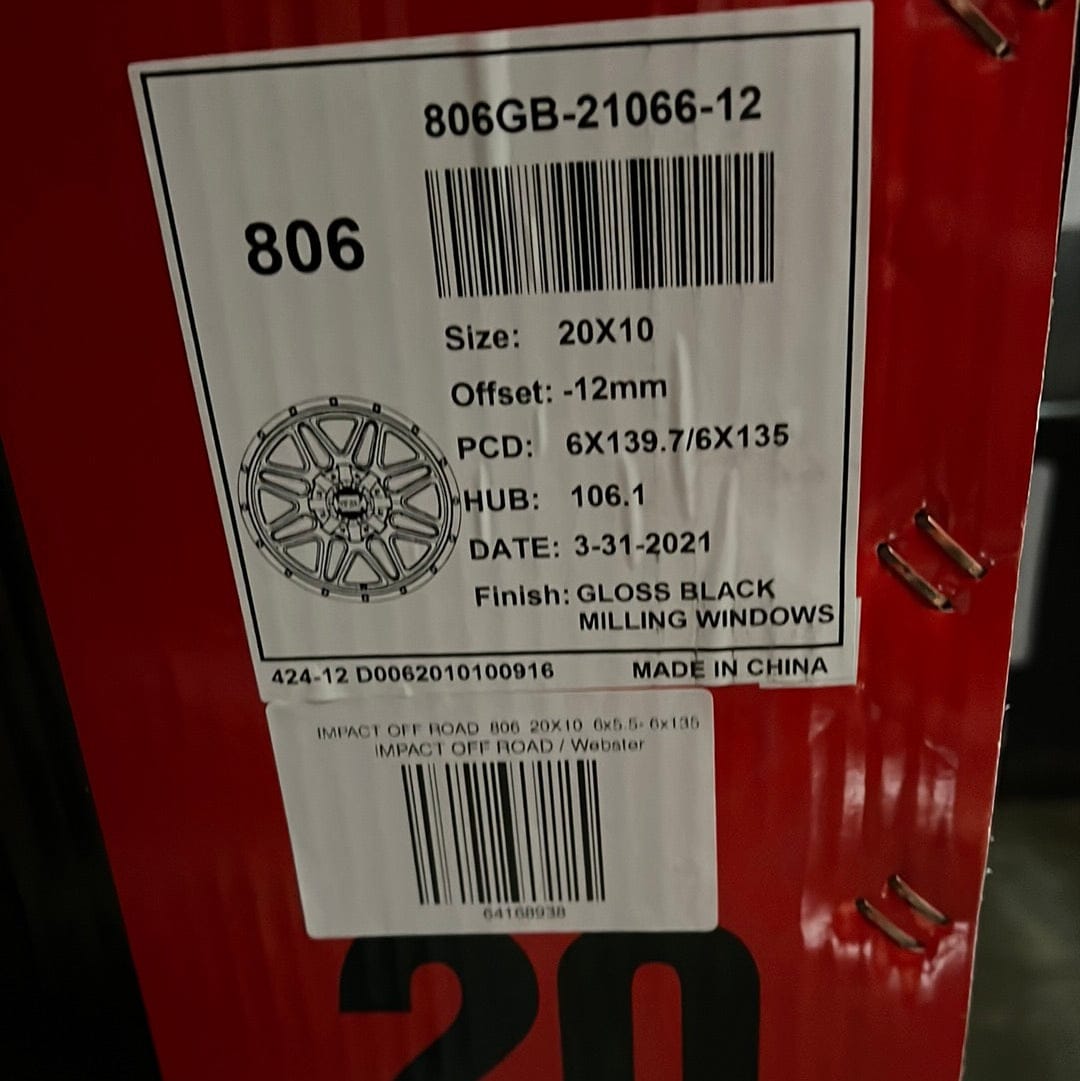 806GB-21066-12
806
Size: 20X10
Offset: -12mm
PCD: 6X139.7/6X135
HUB: 106.1
DATE: 3-31-2021
Finish: GLOSS BLACK
MILLING WINDOWS
424-12 D0062010100916 MADE IN CHINA
IMPACT OFF ROAD 806 20X10 6x5.5- 6x135
IMPACT OFF ROAD / Webster
64168938
20